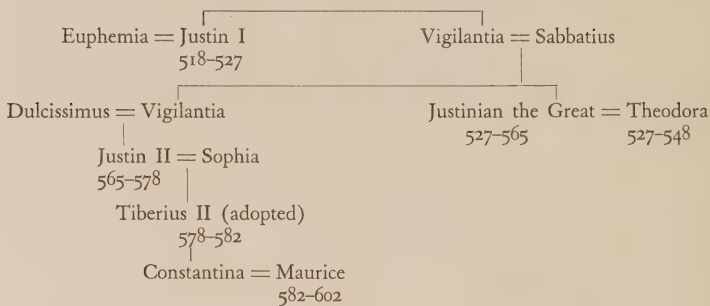 Euphemia = Justin I Vigilantia = Sabbatius
518–527
Dulcissimus = Vigilantia Justinian the Great = Theodora
527–565 527–548
Justin II = Sophia
565–578
Tiberius II (adopted)
578–582
Constantina = Maurice
582–602